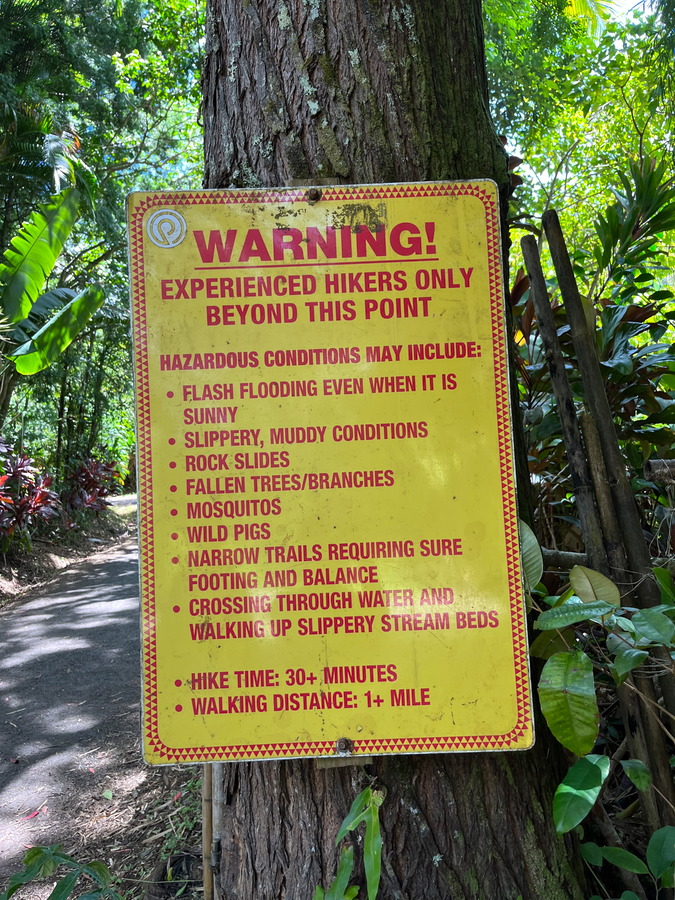 WARNING!
EXPERIENCED HIKERS ONLY
BEYOND THIS POINT
HAZARDOUS CONDITIONS MAY INCLUDE:
• FLASH FLOODING EVEN WHEN IT IS
SUNNY
• SLIPPERY, MUDDY CONDITIONS
• ROCK SLIDES
• FALLEN TREES/BRANCHES
• MOSQUITOS
• WILD PIGS
• NARROW TRAILS REQUIRING SURE
FOOTING AND BALANCE
• CROSSING THROUGH WATER AND
WALKING UP SLIPPERY STREAM BEDS
• HIKE TIME: 30+ MINUTES
• WALKING DISTANCE: 1+ MILE